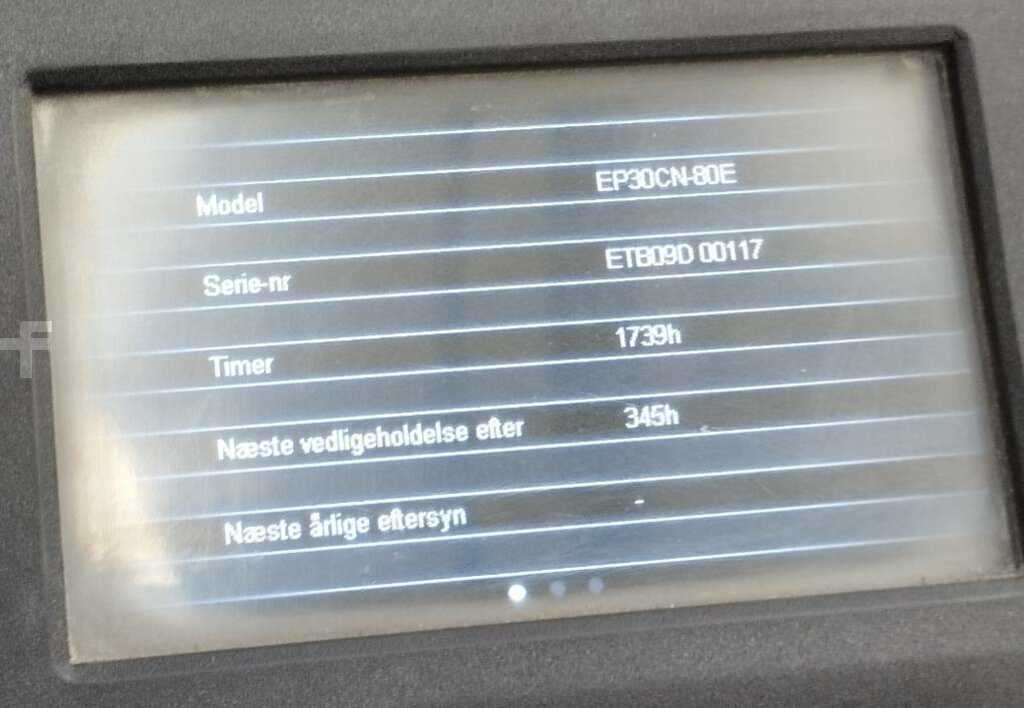 Model EP30CN-80E
Serie-nr ETB09D 00117
Timer 1739h
Næste vedligeholdelse efter 345h
Næste årlige eftersyn -